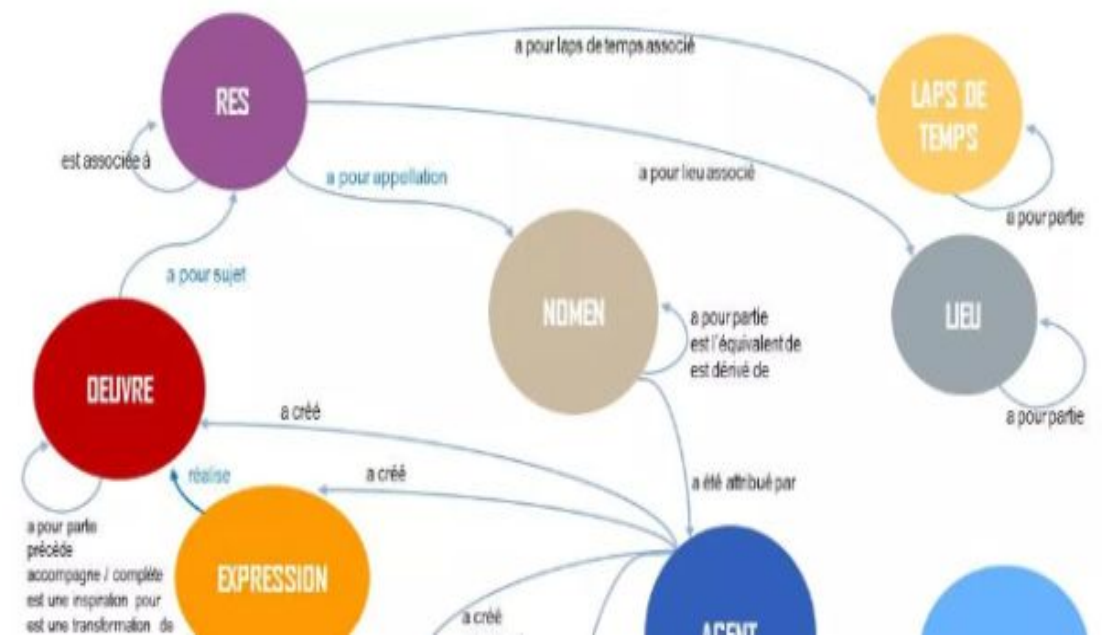 a pour laps de temps associé
RES
LAPS DE
TEMPS
est associée à
a pour appellation
a pour lieu associé
a pour partie
a pour sujet
NOMEN
LIEU
a pour partie
est l'équivalent de
est dérivé de
OEUVRE
a créé
a pour partie
réalise
a créé
a été attribué par
a pour partie
précède
accompagne / complète
est une inspiration pour
est une transformation de
EXPRESSION
a créé
AGENT